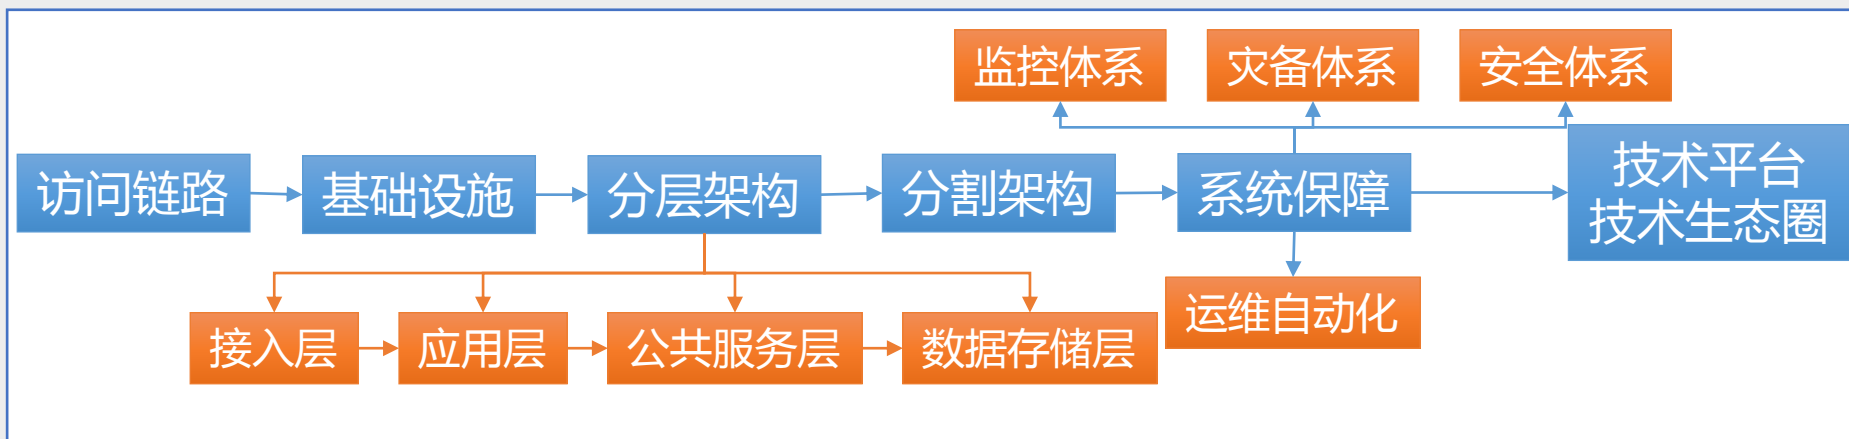 监控体系
灾备体系
安全体系
访问链路
基础设施
分层架构
分割架构
系统保障
技术平台
技术生态圈
运维自动化
接入层
应用层
公共服务层
数据存储层